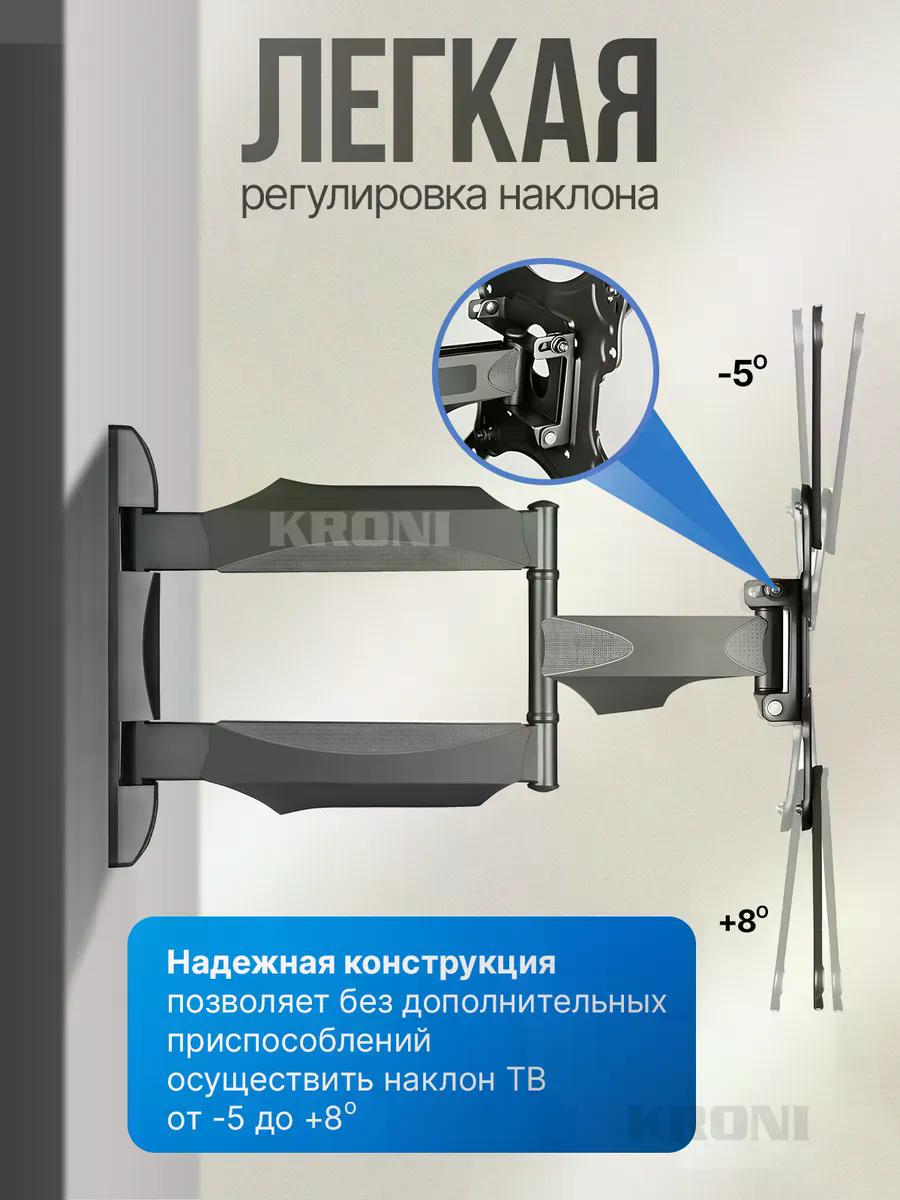 ЛЕГКАЯ
регулировка наклона
-5°
KRONI
+8°
Надежная конструкция
позволяет без дополнительных
приспособлений
осуществить наклон ТВ
от -5 до +8°
KRONI